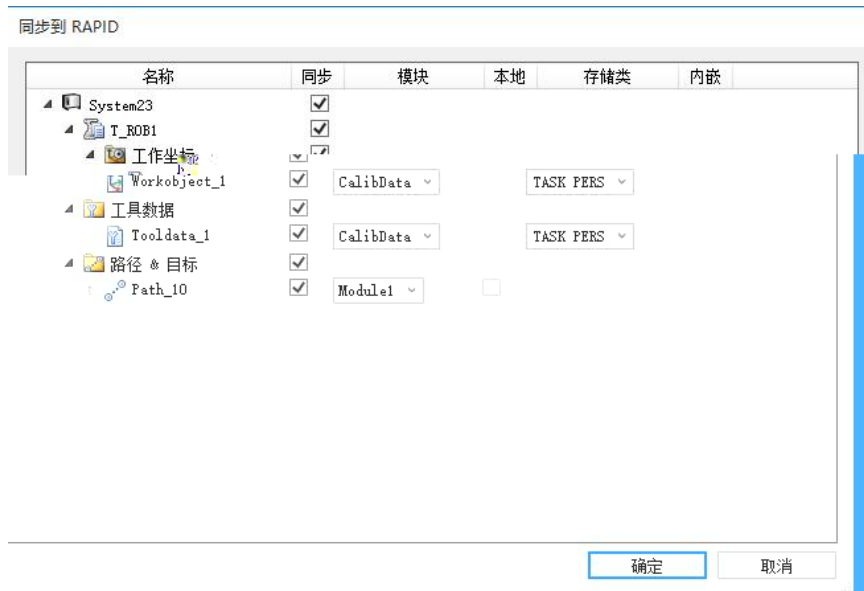 同步到 RAPID
名称 同步 模块 本地 存储类 内嵌
System23
T_ROB1
工作坐标
Workobject_1 CalibData TASK PERS
工具数据
Tooldata_1 CalibData TASK PERS
路径 & 目标
Path_10 Module1
确定 取消